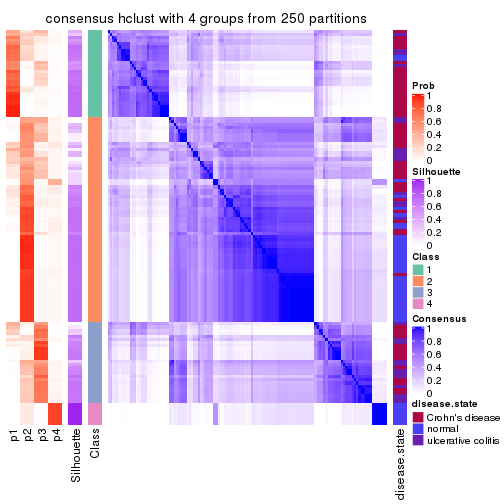 consensus hclust with 4 groups from 250 partitions
Prob
1
0.8
0.6
0.4
0.2
0
Silhouette
1
0.8
0.6
0.4
0.2
0
Class
1
2
3
4
Consensus
1
0.8
0.6
0.4
0.2
0
disease.state
Crohn's disease
normal
ulcerative colitis
p1
p2
p3
p4
Silhouette
Class
disease.state